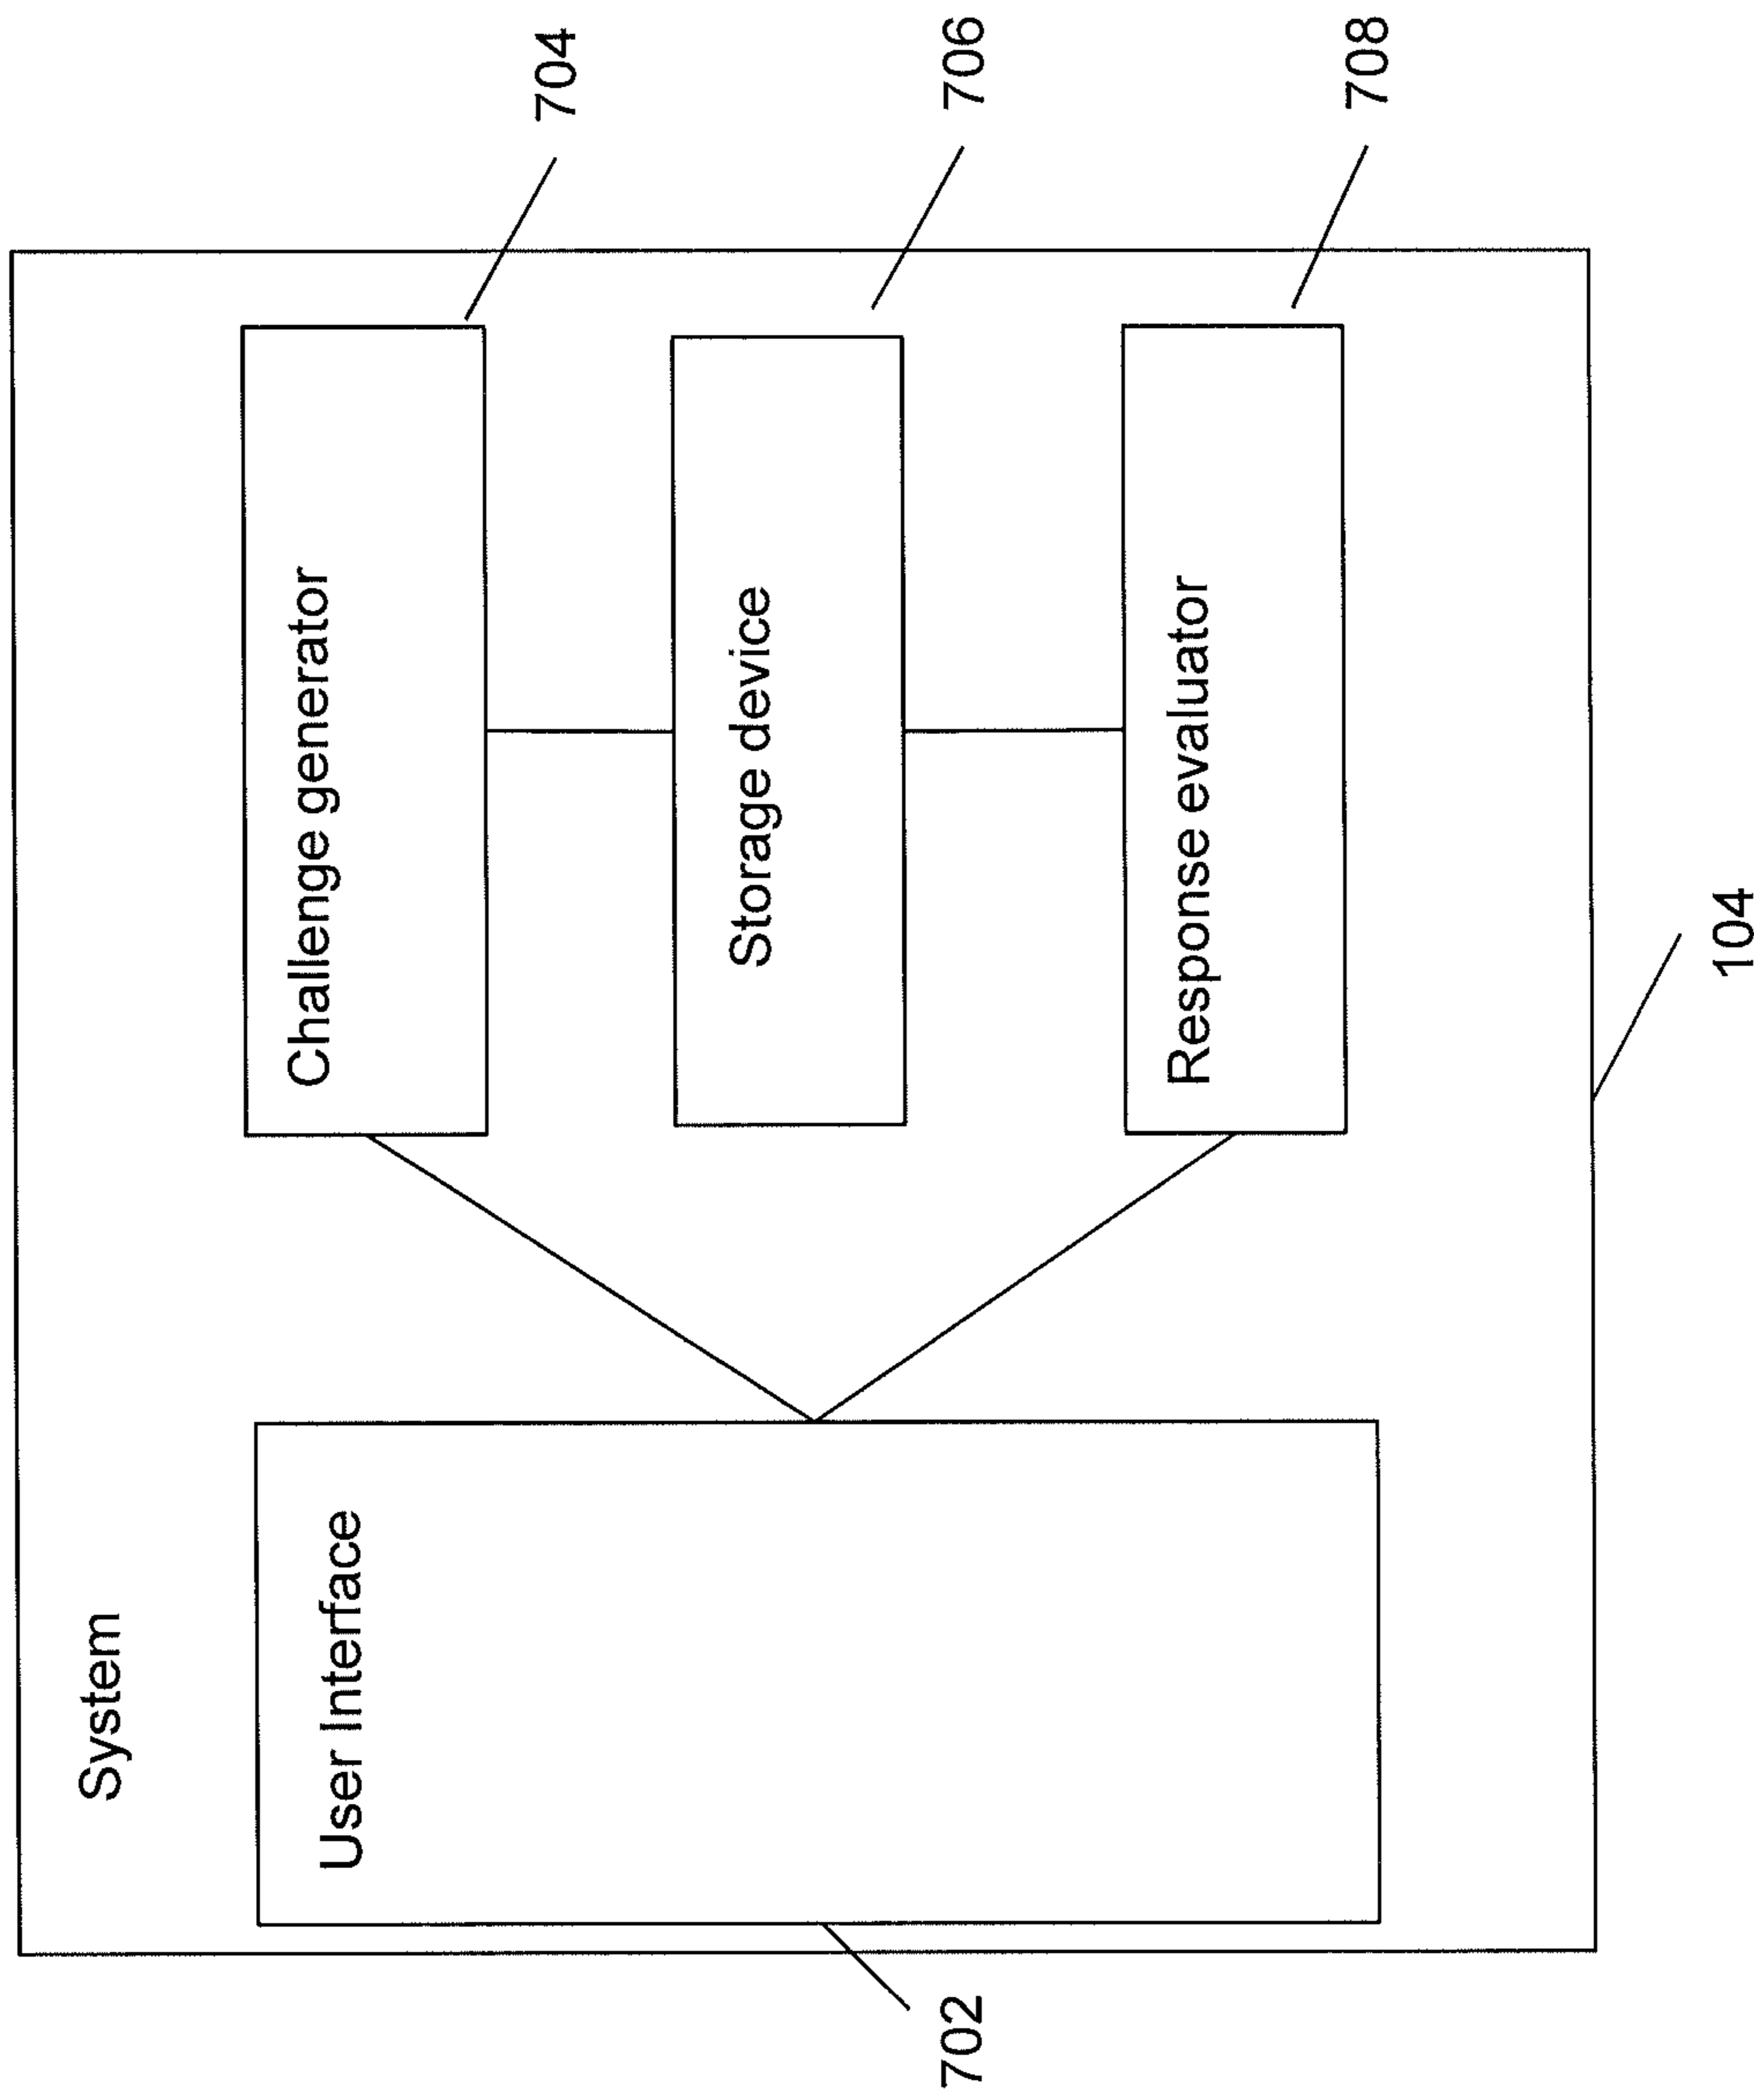 System
User Interface
Challenge generator
Storage device
Response evaluator
702
704
706
708
104